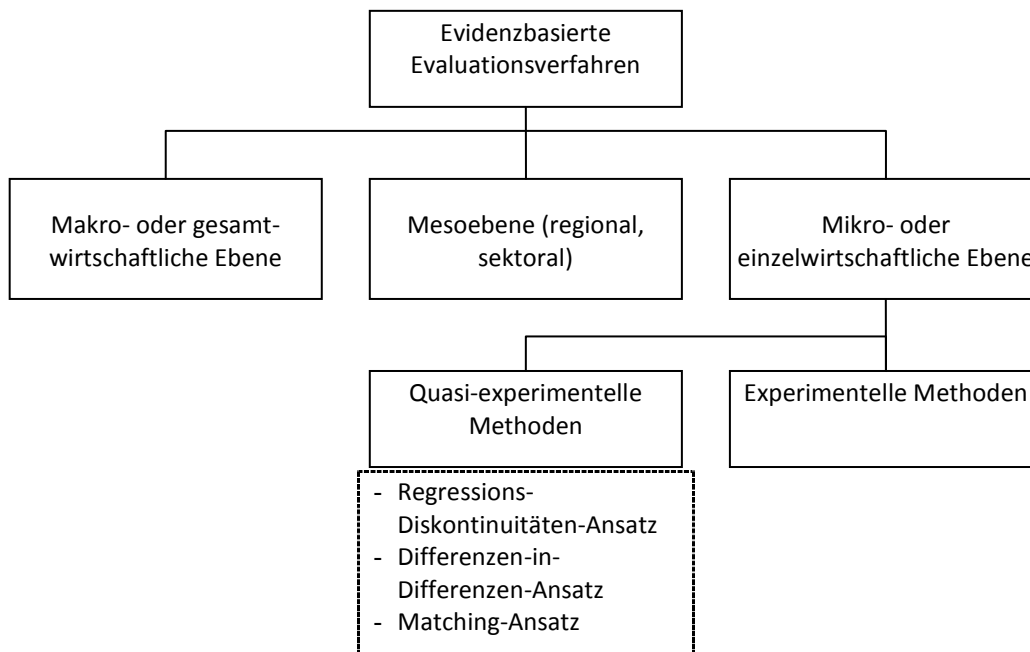 Evidenzbasierte
Evaluationsverfahren
Makro- oder gesamt-
wirtschaftliche Ebene
Mesoebene (regional,
sektoral)
Mikro- oder
einzelwirtschaftliche Ebene
Quasi-experimentelle
Methoden
Experimentelle Methoden
- Regressions-
Diskontinuitäten-Ansatz
- Differenzen-in-
Differenzen-Ansatz
- Matching-Ansatz